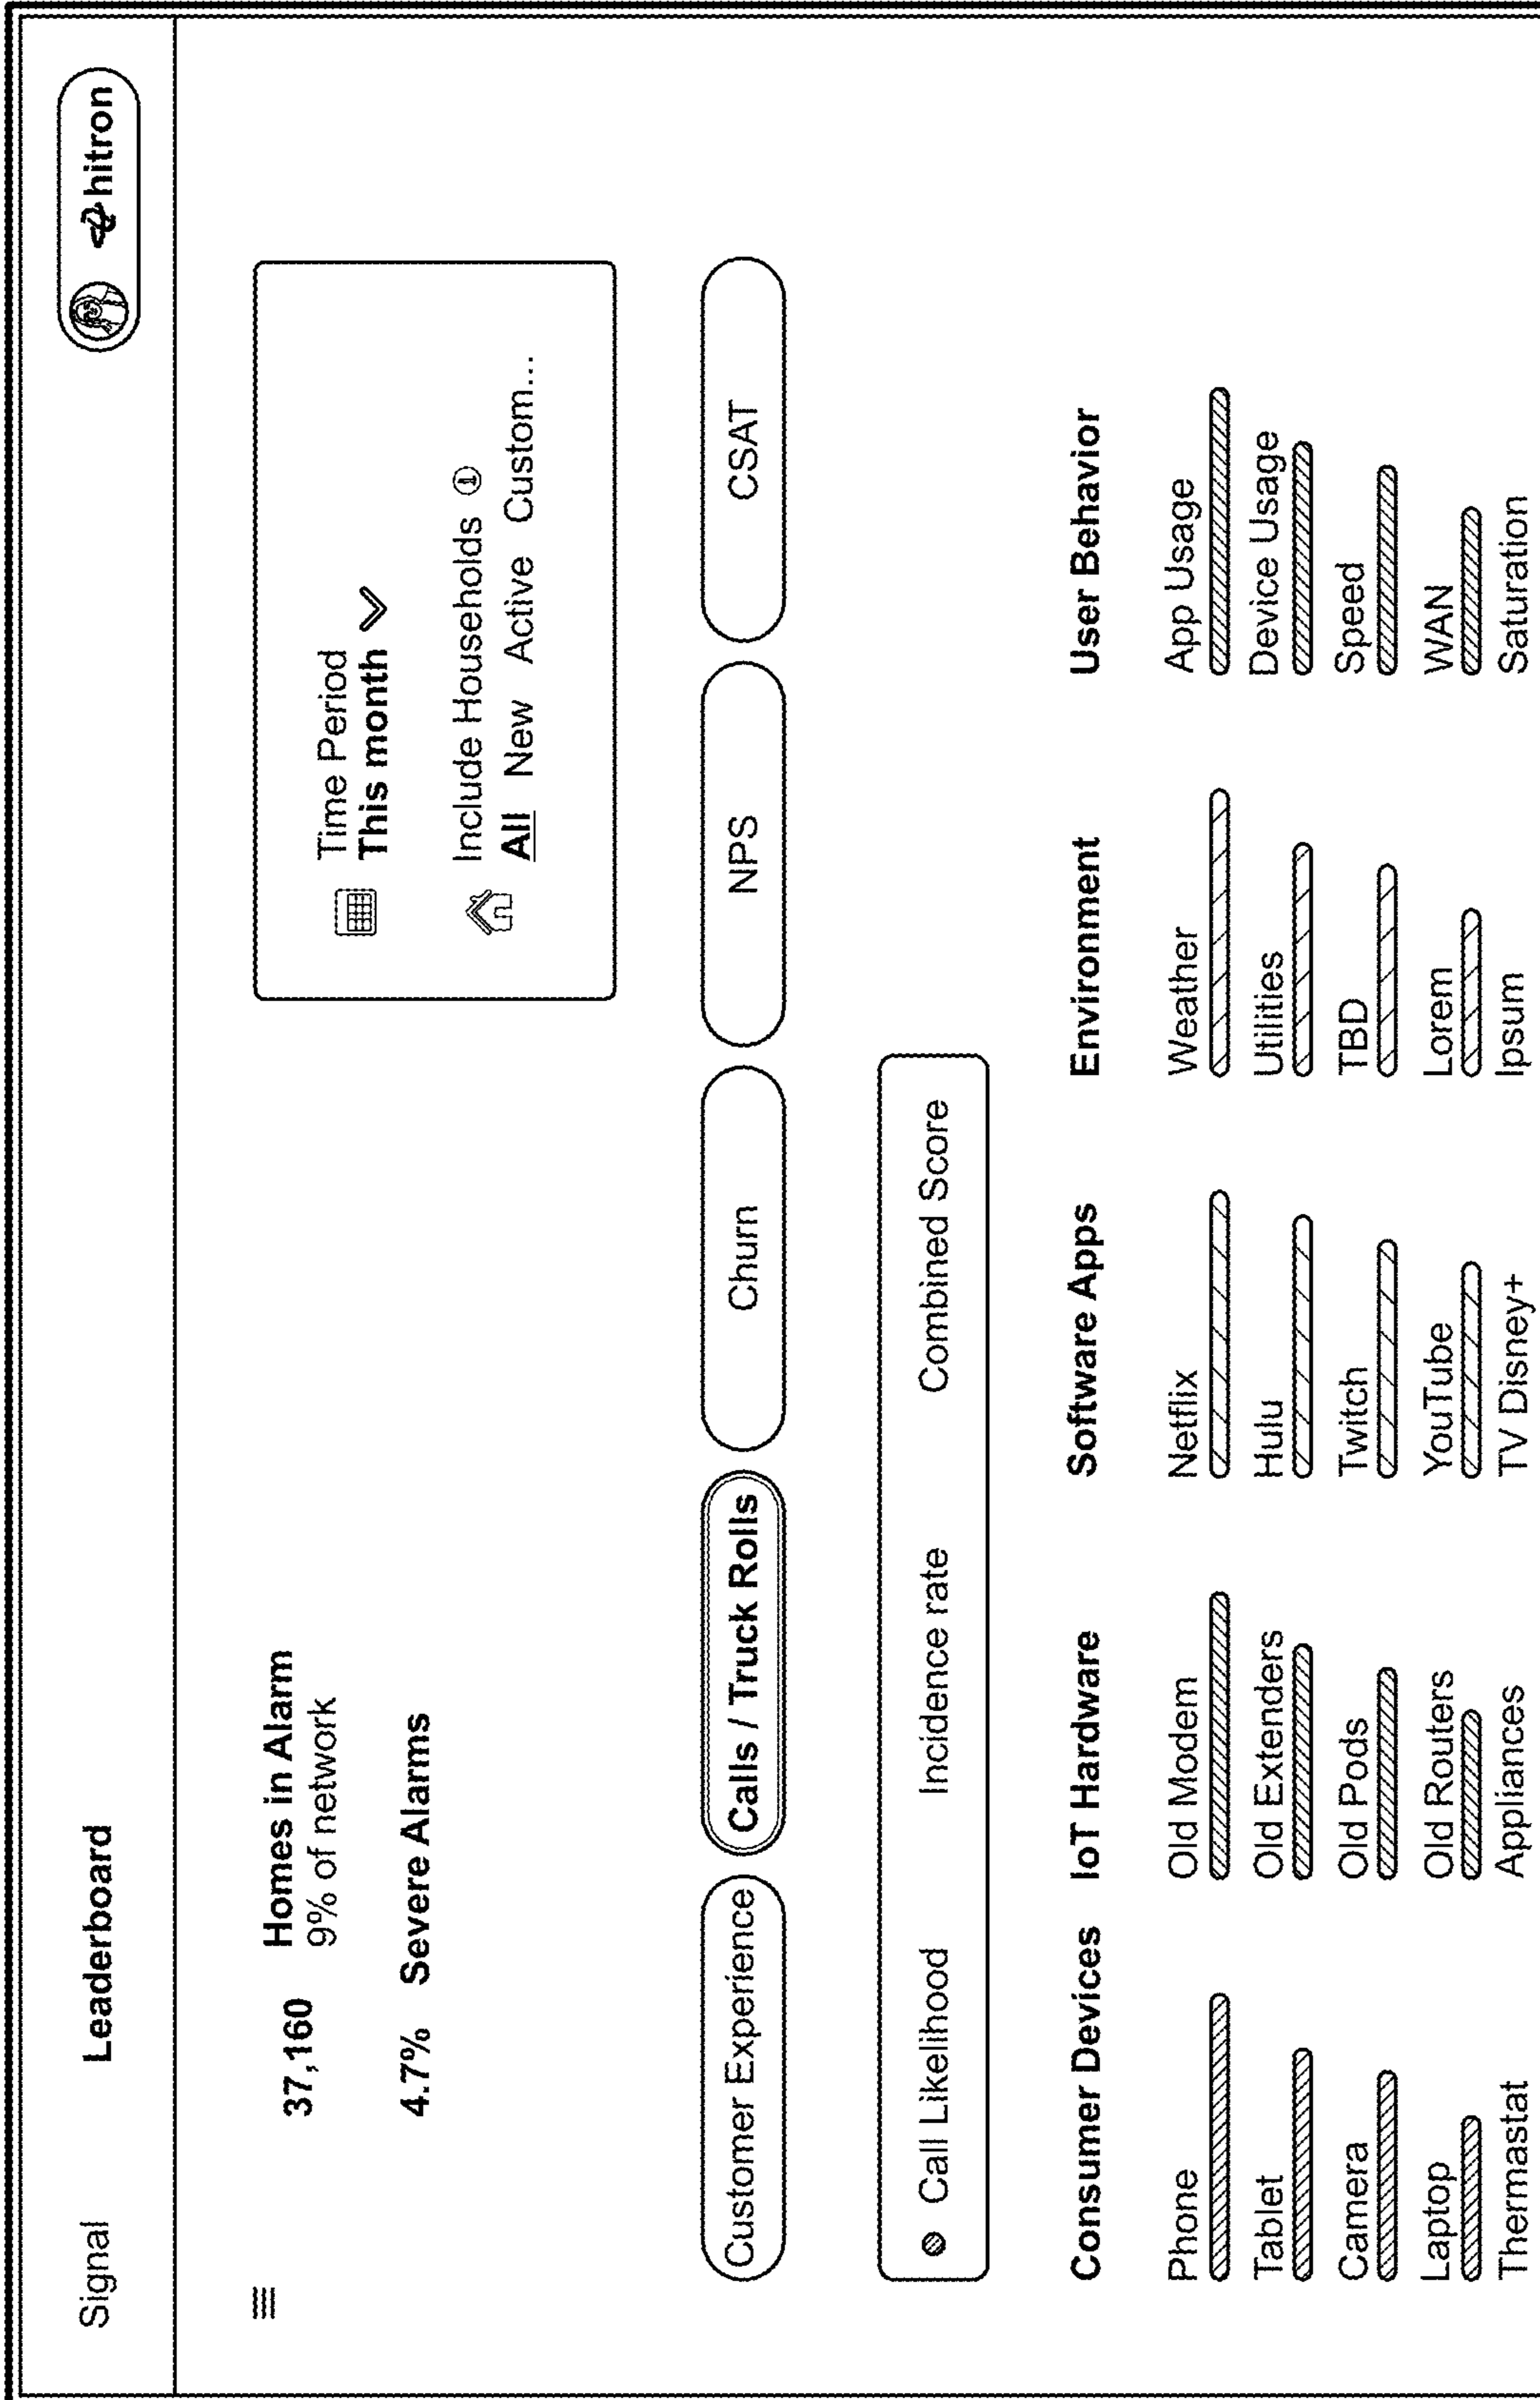 Signal Leaderboard hitron
37,160 Homes in Alarm
9% of network
4.7% Severe Alarms
Time Period
This month
Include Households
All New Active Custom...
Customer Experience Calls / Truck Rolls Churn NPS CSAT
Call Likelihood Incidence rate Combined Score
Consumer Devices IoT Hardware Software Apps Environment User Behavior
Phone Old Modem Netflix Weather App Usage
Tablet Old Extenders Hulu Utilities Device Usage
Camera Old Pods Twitch TBD Speed
Laptop Old Routers YouTube Lorem WAN
Thermastat Appliances TV Disney+ Ipsum Saturation